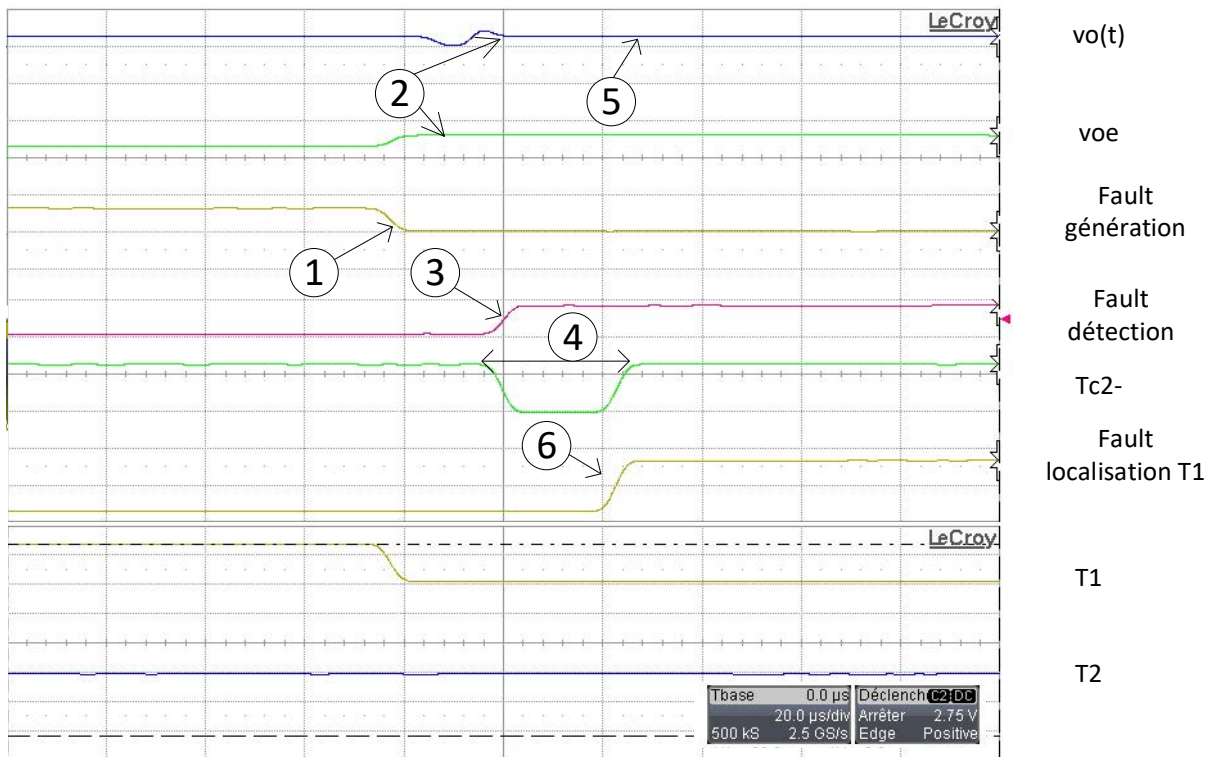 LeCroy
vo(t)
2
5
voe
Fault
génération
1
3
Fault
détection
4
Tc2-
6
Fault
localisation T1
LeCroy
T1
T2
Tbase 0.0 µs
20.0 µs/div
500 kS 2.5 GS/s
Déclench C2 DC
Arrêter 2.75 V
Edge Positive